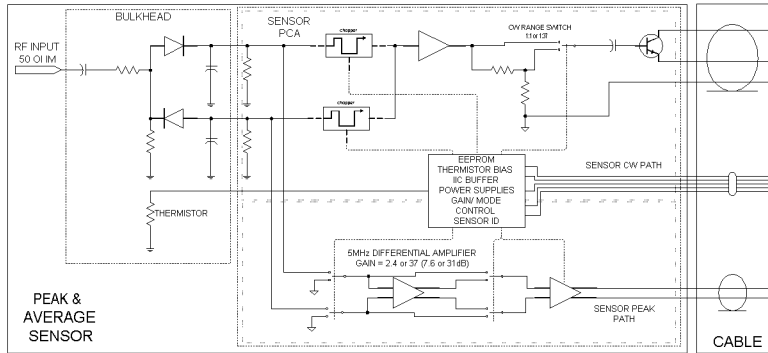 BULKHEAD
SENSOR
PCA
RF INPUT
50 OHM
chopper
CW RANGE SWITCH
1:1 or 1:37
chopper
EEPROM
THERMISTOR BIAS
IIC BUFFER
POWER SUPPLIES
GAIN/ MODE
CONTROL
SENSOR ID
SENSOR CW PATH
THERMISTOR
5MHz DIFFERENTIAL AMPLIFIER
GAIN = 2.4 or 37 (7.6 or 31dB)
SENSOR PEAK
PATH
PEAK &
AVERAGE
SENSOR
CABLE